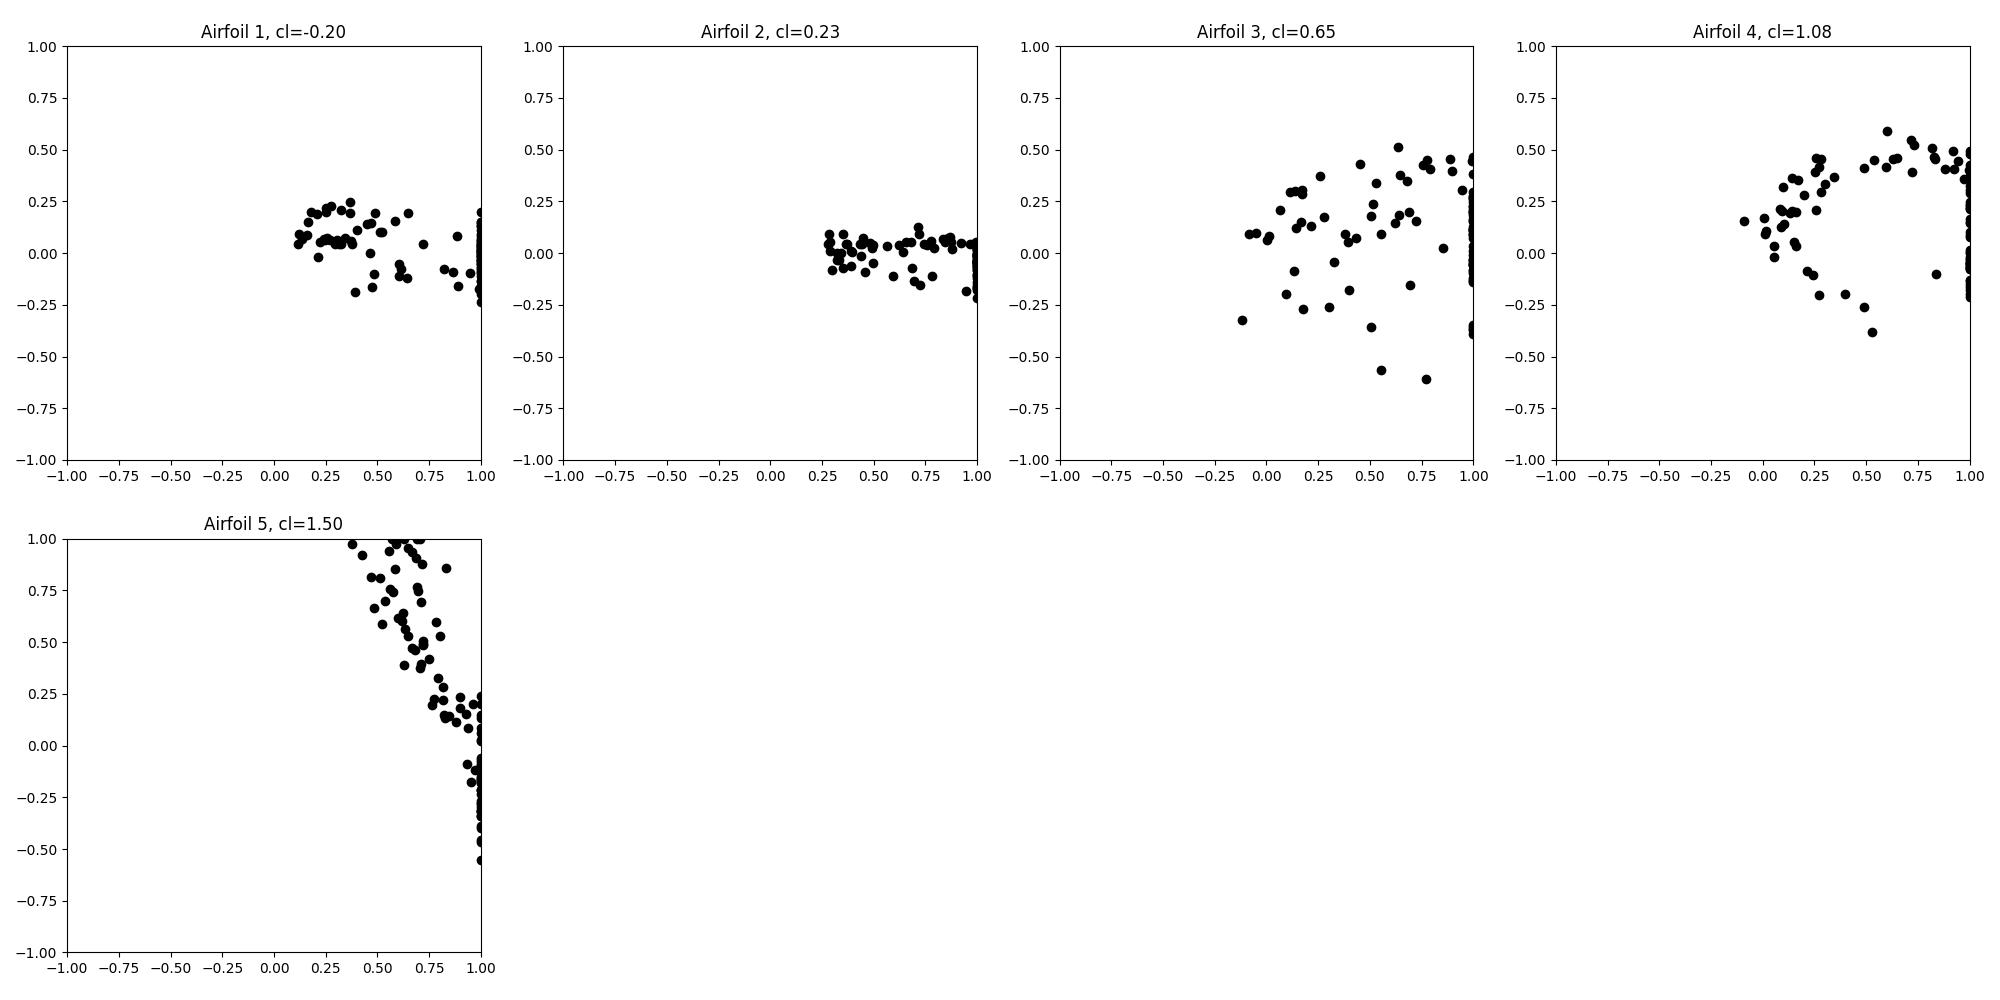 Airfoil 1, cl=-0.20
Airfoil 2, cl=0.23
Airfoil 3, cl=0.65
Airfoil 4, cl=1.08
1.00 1.00 1.00 1.00
0.75 0.75 0.75 0.75
0.50 0.50 0.50 0.50
0.25 0.25 0.25 0.25
0.00 0.00 0.00 0.00
−0.25 −0.25 −0.25 −0.25
−0.50 −0.50 −0.50 −0.50
−0.75 −0.75 −0.75 −0.75
−1.00 −1.00 −1.00 −1.00
−1.00 −0.75 −0.50 −0.25 0.00 0.25 0.50 0.75 1.00
−1.00 −0.75 −0.50 −0.25 0.00 0.25 0.50 0.75 1.00
−1.00 −0.75 −0.50 −0.25 0.00 0.25 0.50 0.75 1.00
−1.00 −0.75 −0.50 −0.25 0.00 0.25 0.50 0.75 1.00
Airfoil 5, cl=1.50
1.00
0.75
0.50
0.25
0.00
−0.25
−0.50
−0.75
−1.00
−1.00 −0.75 −0.50 −0.25 0.00 0.25 0.50 0.75 1.00